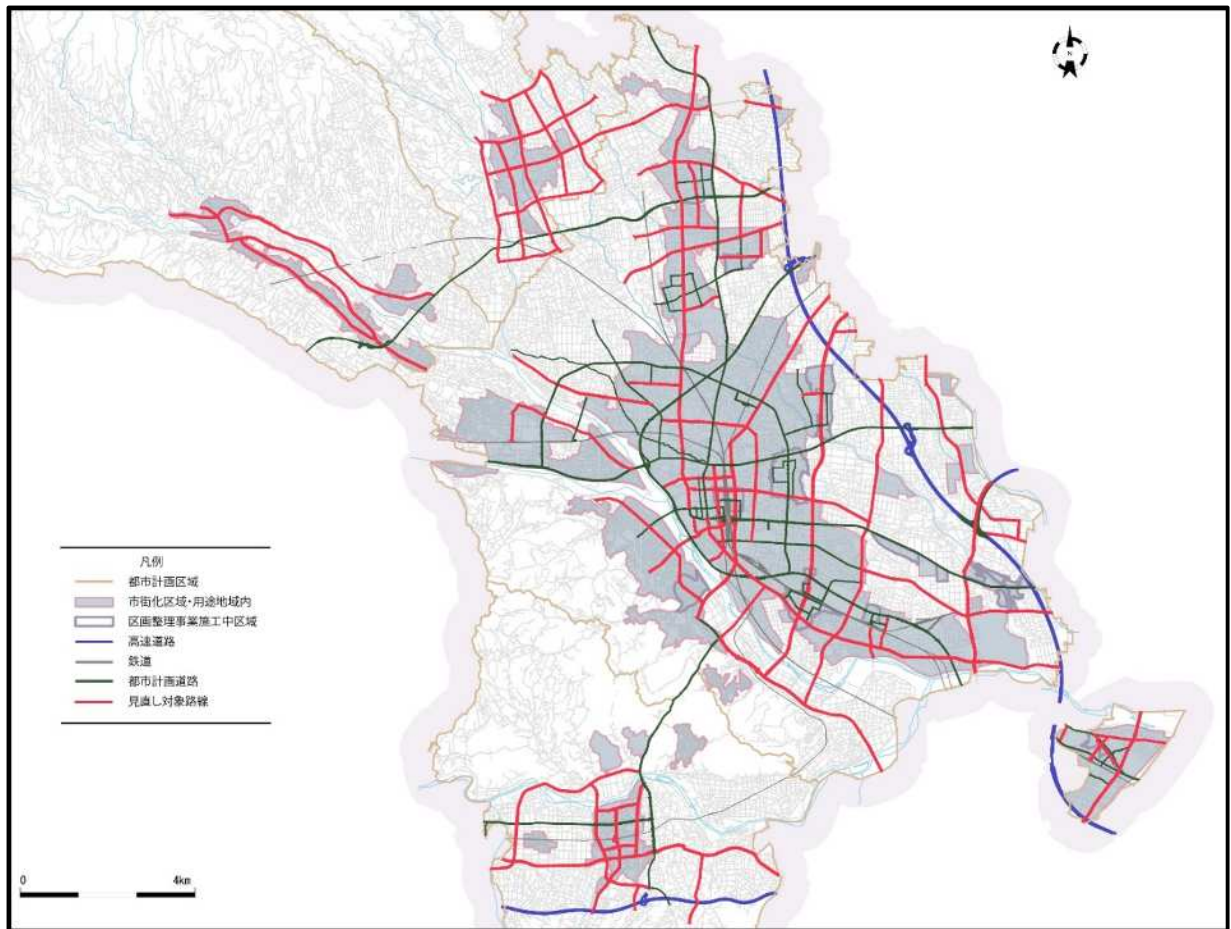 N
凡例
都市計画区域
市街化区域・用途地域内
区画整理事業施工中区域
高速道路
鉄道
都市計画道路
見直し対象路線
0 4km